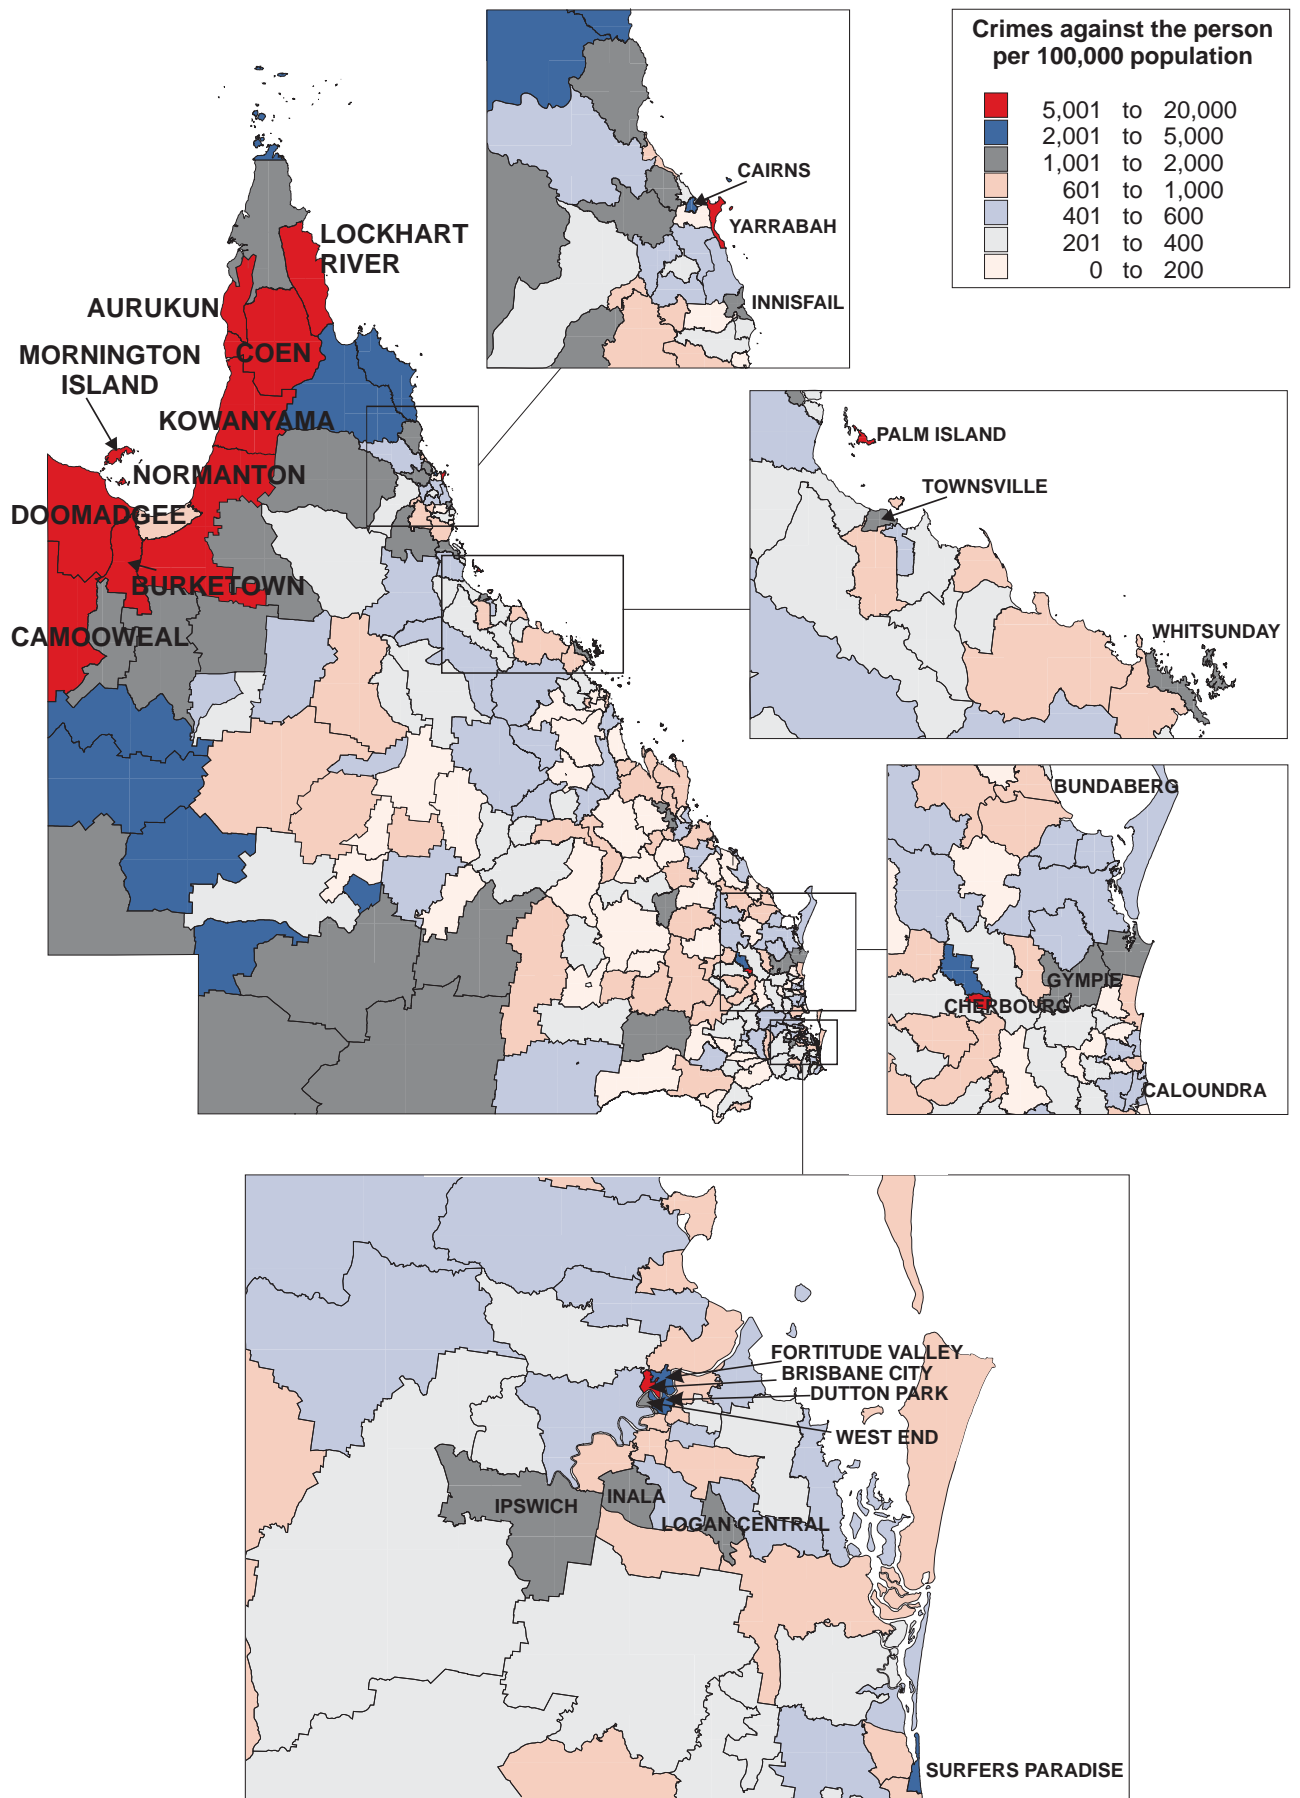 Crimes against the person
per 100,000 population
5,001 to 20,000
2,001 to 5,000
1,001 to 2,000
601 to 1,000
401 to 600
201 to 400
0 to 200
CAIRNS
YARRABAH
INNISFAIL
LOCKHART
RIVER
AURUKUN
MORNINGTON
ISLAND
COEN
KOWANYAMA
NORMANTON
DOOMADGEE
BURKETOWN
CAMOOWEAL
PALM ISLAND
TOWNSVILLE
WHITSUNDAY
BUNDABERG
GYMPIE
CHERBOURG
CALOUNDRA
FORTITUDE VALLEY
BRISBANE CITY
DUTTON PARK
WEST END
IPSWICH
INALA
LOGAN CENTRAL
SURFERS PARADISE